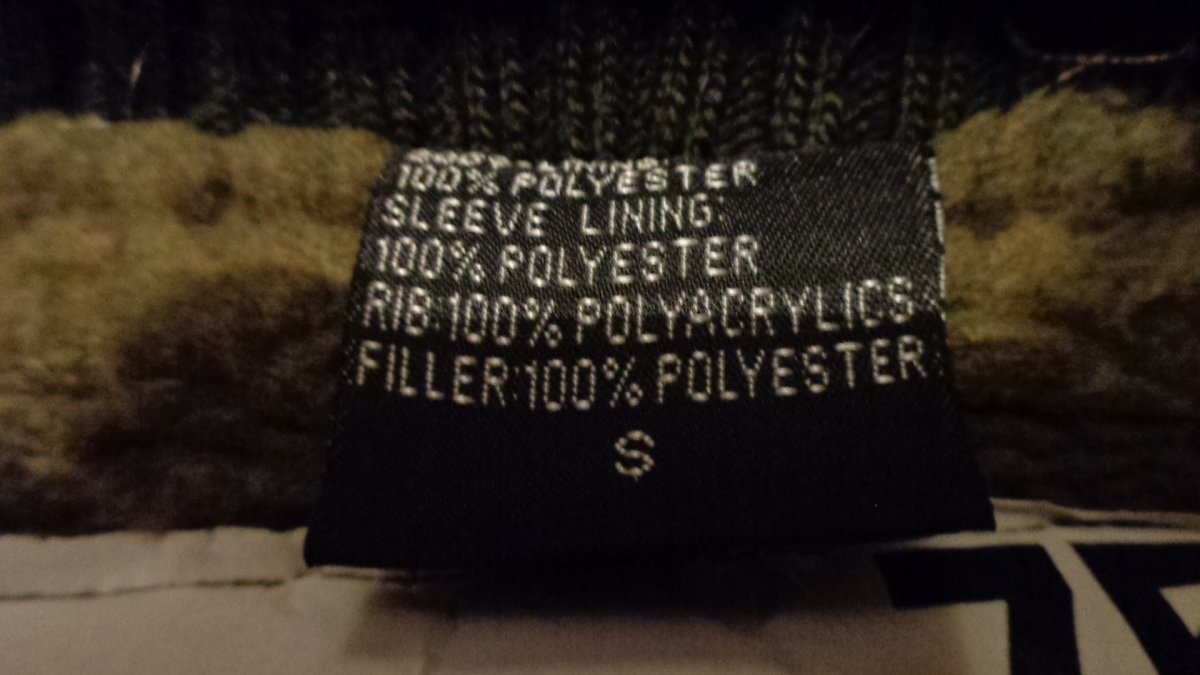 100% POLYESTER
SLEEVE LINING:
100% POLYESTER
RIB:100% POLYACRYLICS
FILLER:100% POLYESTER
S